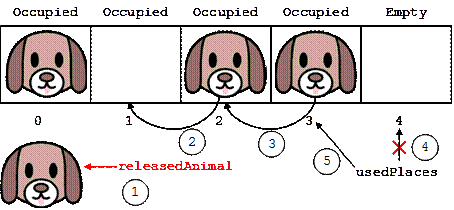 Occupied Occupied Occupied Occupied Empty
0 1 2 3 4
2 3 5 4
releasedAnimal usedPlaces
1